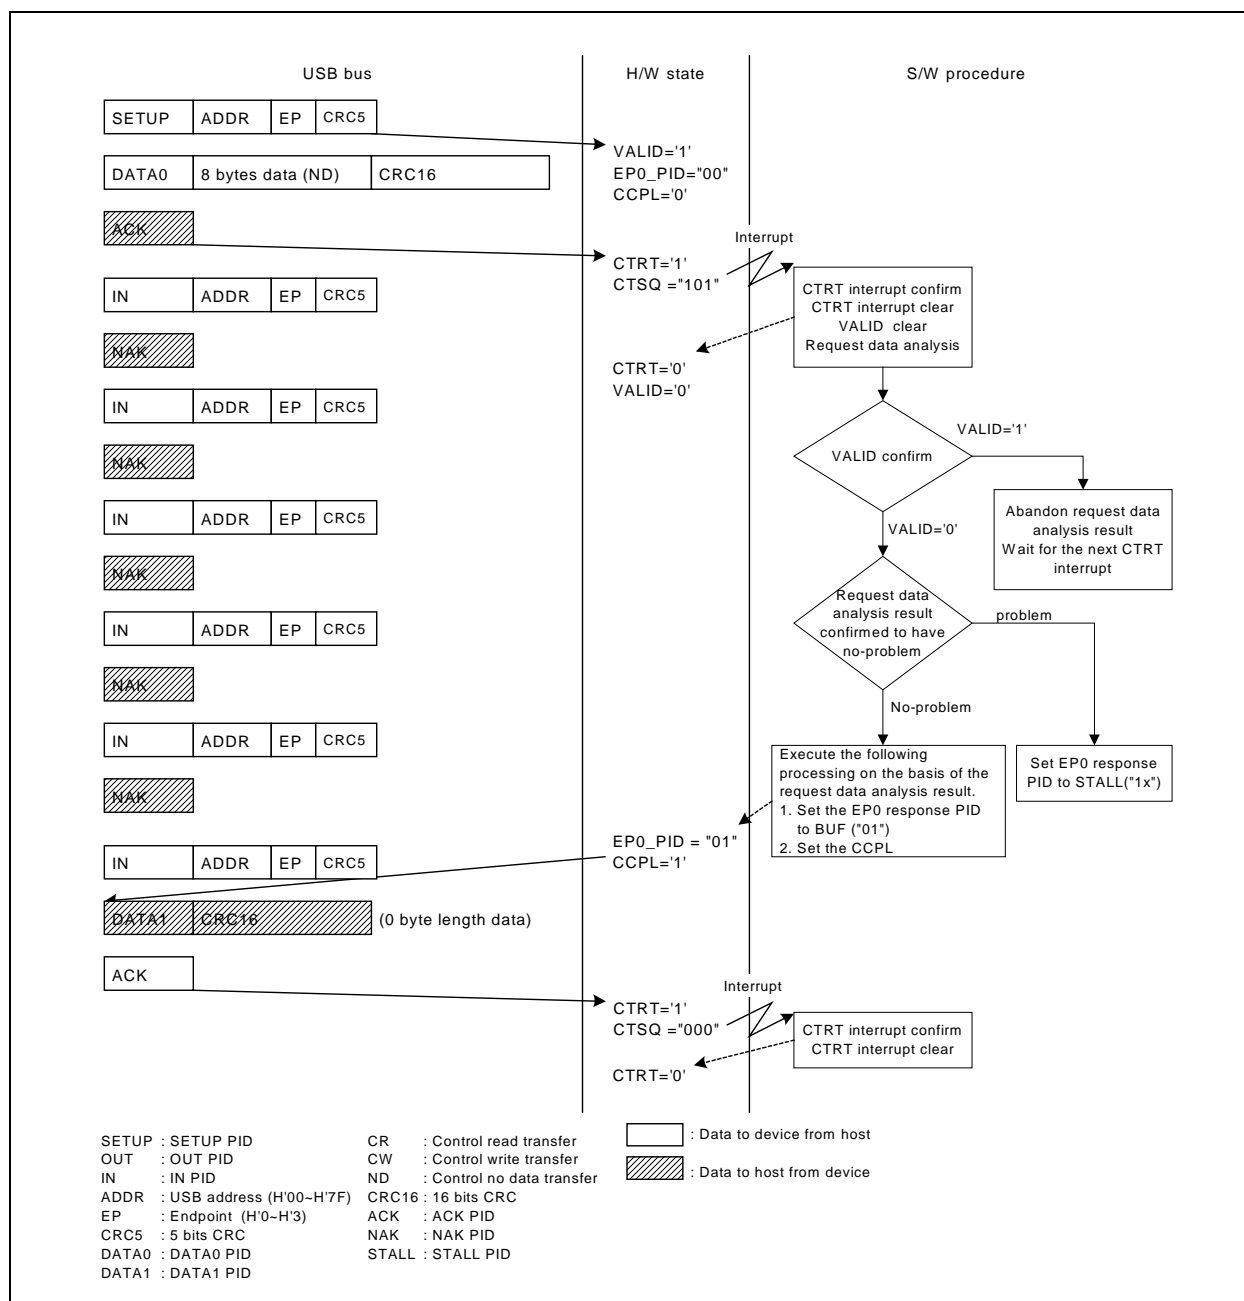 USB bus
H/W state
S/W procedure
SETUP ADDR EP CRC5
VALID='1'
EP0_PID="00"
CCPL='0'
DATA0 8 bytes data (ND) CRC16
ACK
Interrupt
CTRT='1'
CTSQ ="101"
CTRT interrupt confirm
CTRT interrupt clear
VALID clear
Request data analysis
IN ADDR EP CRC5
NAK
CTRT='0'
VALID='0'
IN ADDR EP CRC5
VALID='1'
VALID confirm
NAK
Abandon request data
analysis result
Wait for the next CTRT
interrupt
IN ADDR EP CRC5
VALID='0'
NAK
Request data
analysis result
confirmed to have
no-problem
problem
IN ADDR EP CRC5
NAK
No-problem
IN ADDR EP CRC5
Execute the following
processing on the basis of the
request data analysis result.
1. Set the EP0 response PID
to BUF ("01")
2. Set the CCPL
Set EP0 response
PID to STALL("1x")
NAK
EP0_PID = "01"
CCPL='1'
IN ADDR EP CRC5
DATA1 CRC16 (0 byte length data)
ACK
Interrupt
CTRT='1'
CTSQ ="000"
CTRT interrupt confirm
CTRT interrupt clear
CTRT='0'
SETUP : SETUP PID
OUT : OUT PID
IN : IN PID
ADDR : USB address (H'00~H'7F)
EP : Endpoint (H'0~H'3)
CRC5 : 5 bits CRC
DATA0 : DATA0 PID
DATA1 : DATA1 PID
CR : Control read transfer
CW : Control write transfer
ND : Control no data transfer
CRC16 : 16 bits CRC
ACK : ACK PID
NAK : NAK PID
STALL : STALL PID
: Data to device from host
: Data to host from device